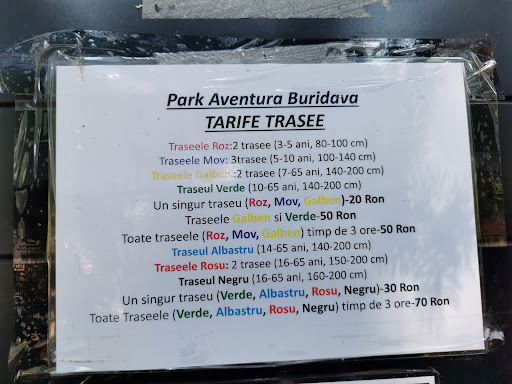 Park Aventura Buridava
TARIFE TRASEE
Traseele Roz:2 trasee (3-5 ani, 80-100 cm)
Traseele Mov: 3trasee (5-10 ani, 100-140 cm)
Traseele Galben :2 trasee (7-65 ani, 140-200 cm)
Traseul Verde (10-65 ani, 140-200 cm)
Un singur traseu (Roz, Mov, Galben)-20 Ron
Traseele Galben si Verde-50 Ron
Toate traseele (Roz, Mov, Galben) timp de 3 ore-50 Ron
Traseul Albastru (14-65 ani, 140-200 cm)
Traseele Rosu: 2 trasee (16-65 ani, 150-200 cm)
Traseul Negru (16-65 ani, 160-200 cm)
Un singur traseu (Verde, Albastru, Rosu, Negru)-30 Ron
Toate Traseele (Verde, Albastru, Rosu, Negru) timp de 3 ore-70 Ron